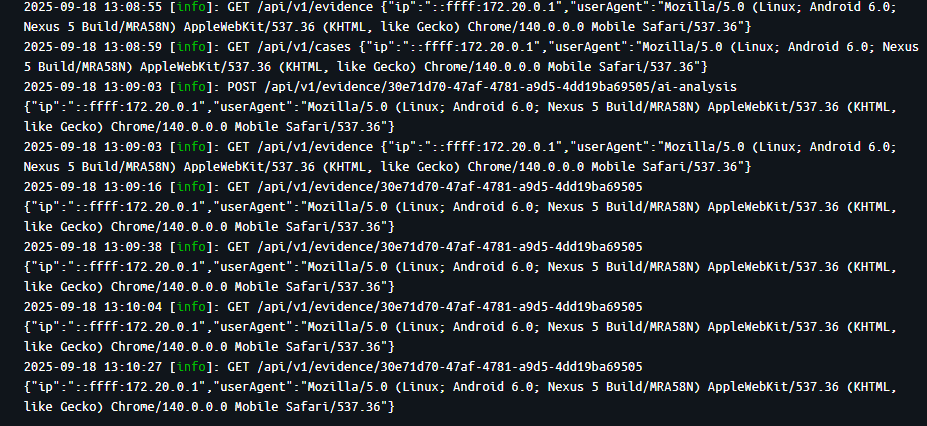 2025-09-18 13:08:55 [info]: GET /api/v1/evidence {"ip":"::ffff:172.20.0.1","userAgent":"Mozilla/5.0 (Linux; Android 6.0;
Nexus 5 Build/MRA58N) AppleWebKit/537.36 (KHTML, like Gecko) Chrome/140.0.0.0 Mobile Safari/537.36"}
2025-09-18 13:08:59 [info]: GET /api/v1/cases {"ip":"::ffff:172.20.0.1","userAgent":"Mozilla/5.0 (Linux; Android 6.0; Nexus
5 Build/MRA58N) AppleWebKit/537.36 (KHTML, like Gecko) Chrome/140.0.0.0 Mobile Safari/537.36"}
2025-09-18 13:09:03 [info]: POST /api/v1/evidence/30e71d70-47af-4781-a9d5-4dd19ba69505/ai-analysis
{"ip":"::ffff:172.20.0.1","userAgent":"Mozilla/5.0 (Linux; Android 6.0; Nexus 5 Build/MRA58N) AppleWebKit/537.36 (KHTML,
like Gecko) Chrome/140.0.0.0 Mobile Safari/537.36"}
2025-09-18 13:09:03 [info]: GET /api/v1/evidence {"ip":"::ffff:172.20.0.1","userAgent":"Mozilla/5.0 (Linux; Android 6.0;
Nexus 5 Build/MRA58N) AppleWebKit/537.36 (KHTML, like Gecko) Chrome/140.0.0.0 Mobile Safari/537.36"}
2025-09-18 13:09:16 [info]: GET /api/v1/evidence/30e71d70-47af-4781-a9d5-4dd19ba69505
{"ip":"::ffff:172.20.0.1","userAgent":"Mozilla/5.0 (Linux; Android 6.0; Nexus 5 Build/MRA58N) AppleWebKit/537.36 (KHTML,
like Gecko) Chrome/140.0.0.0 Mobile Safari/537.36"}
2025-09-18 13:09:38 [info]: GET /api/v1/evidence/30e71d70-47af-4781-a9d5-4dd19ba69505
{"ip":"::ffff:172.20.0.1","userAgent":"Mozilla/5.0 (Linux; Android 6.0; Nexus 5 Build/MRA58N) AppleWebKit/537.36 (KHTML,
like Gecko) Chrome/140.0.0.0 Mobile Safari/537.36"}
2025-09-18 13:10:04 [info]: GET /api/v1/evidence/30e71d70-47af-4781-a9d5-4dd19ba69505
{"ip":"::ffff:172.20.0.1","userAgent":"Mozilla/5.0 (Linux; Android 6.0; Nexus 5 Build/MRA58N) AppleWebKit/537.36 (KHTML,
like Gecko) Chrome/140.0.0.0 Mobile Safari/537.36"}
2025-09-18 13:10:27 [info]: GET /api/v1/evidence/30e71d70-47af-4781-a9d5-4dd19ba69505
{"ip":"::ffff:172.20.0.1","userAgent":"Mozilla/5.0 (Linux; Android 6.0; Nexus 5 Build/MRA58N) AppleWebKit/537.36 (KHTML,
like Gecko) Chrome/140.0.0.0 Mobile Safari/537.36"}